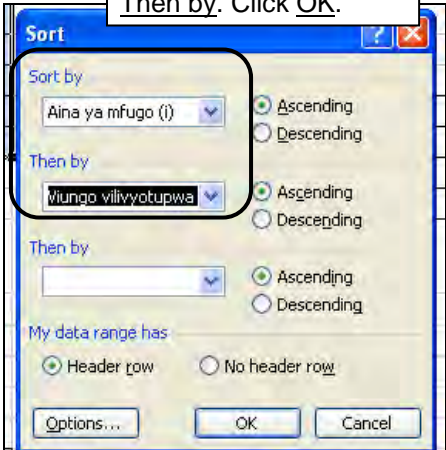 Then by. Click OK.
Sort
Sort by
Aina ya mfugo (i)
Ascending
Descending
Then by
Viungo vilivyotupwa
Ascending
Descending
Then by
Ascending
Descending
My data range has
Header row
No header row
Options...
OK
Cancel